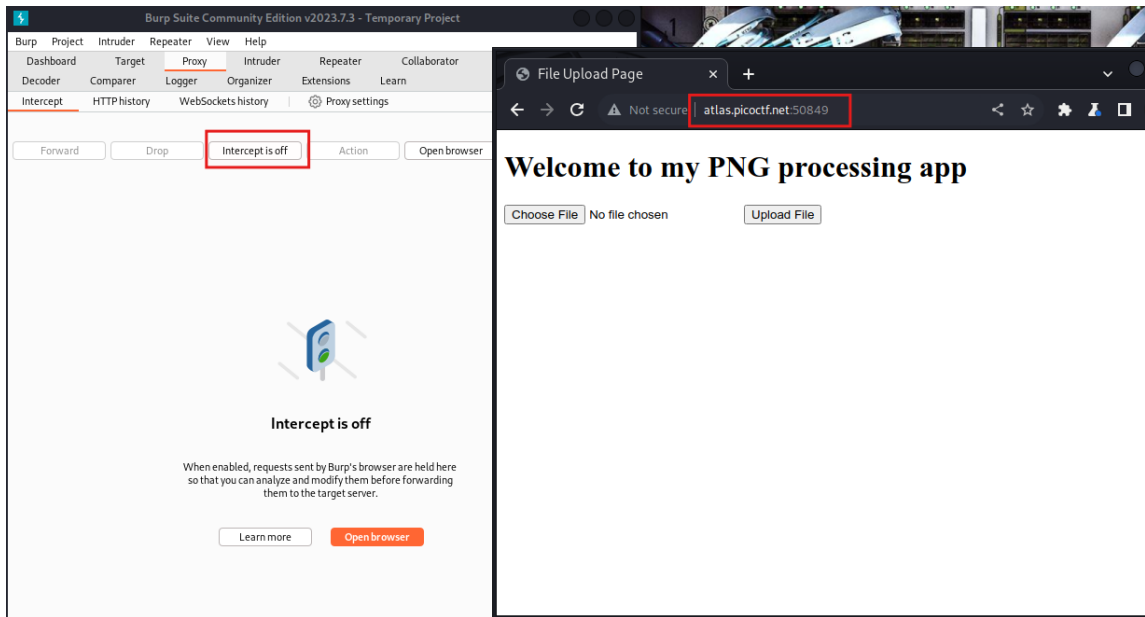 Burp Suite Community Edition v2023.7.3 - Temporary Project
Burp Project Intruder Repeater View Help
Dashboard Target Proxy Intruder Repeater Collaborator
Decoder Comparer Logger Organizer Extensions Learn
Intercept HTTP history WebSockets history Proxy settings
Forward Drop Intercept is off Action Open browser
Intercept is off
When enabled, requests sent by Burp's browser are held here
so that you can analyze and modify them before forwarding
them to the target server.
Learn more Open browser
1
File Upload Page
Not secure atlas.picoctf.net:50849
Welcome to my PNG processing app
Choose File No file chosen Upload File